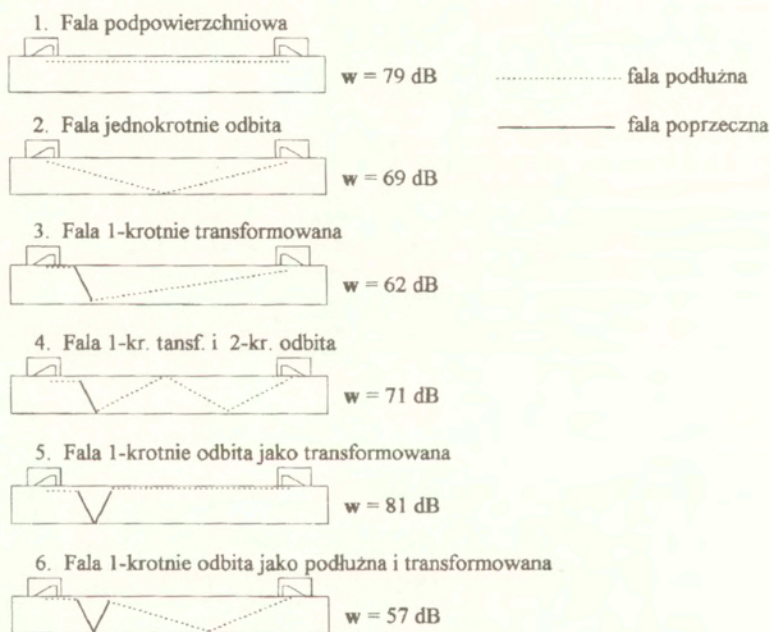 1. Fala podpowierzchniowa
w = 79 dB
fala podłużna
2. Fala jednokrotnie odbita
fala poprzeczna
w = 69 dB
3. Fala 1-krotnie transformowana
w = 62 dB
4. Fala 1-kr. tansf. i 2-kr. odbita
w = 71 dB
5. Fala 1-krotnie odbita jako transformowana
w = 81 dB
6. Fala 1-krotnie odbita jako podłużna i transformowana
w = 57 dB